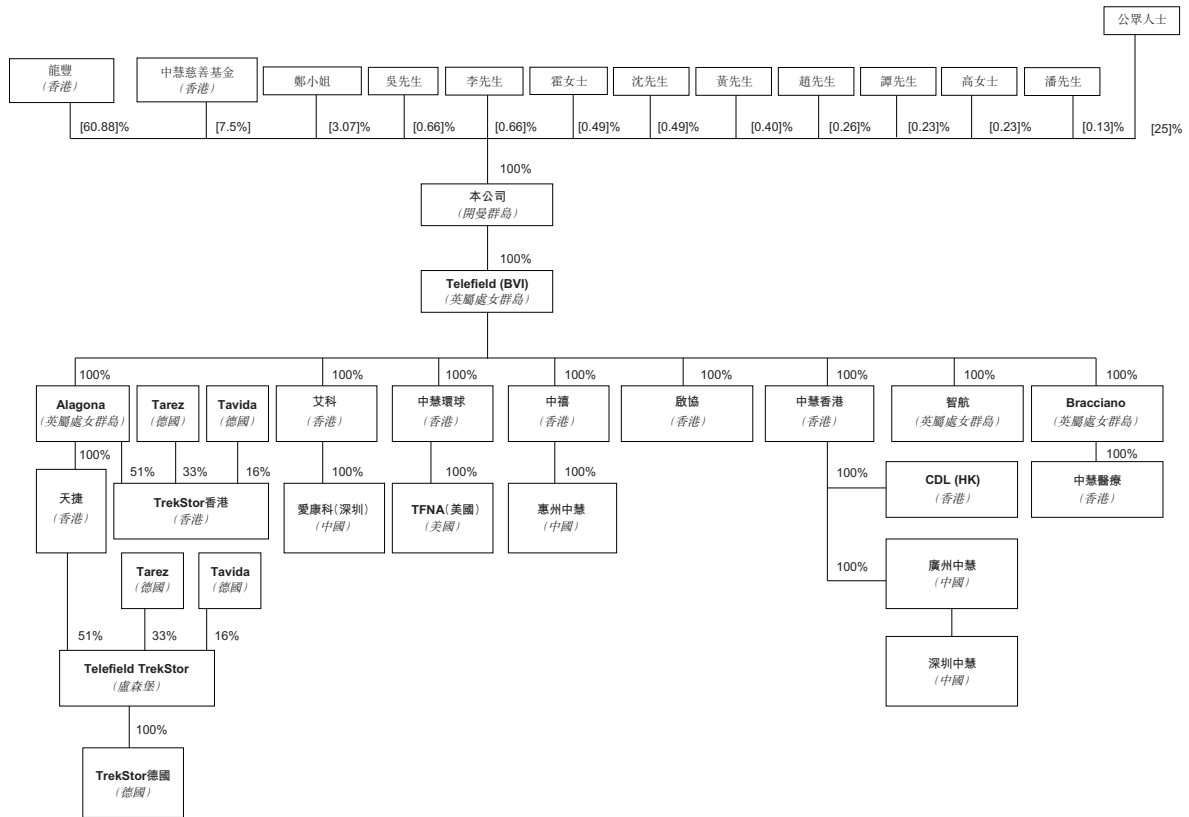 公眾人士
龍豐
(香港)
中慧慈善基金
(香港)
鄭小姐
吳先生
李先生
霍女士
沈先生
黃先生
趙先生
譚先生
高女士
潘先生
[60.88]%
[7.5%]
[3.07]%
[0.66]%
[0.66]%
[0.49]%
[0.49]%
[0.40]%
[0.26]%
[0.23]%
[0.23]%
[0.13]%
[25]%
100%
本公司
(開曼群島)
100%
Telefield (BVI)
(英屬處女群島)
100%
100%
100%
100%
100%
100%
100%
100%
Alagona
(英屬處女群島)
Tarez
(德國)
Tavida
(德國)
艾科
(香港)
中慧環球
(香港)
中禧
(香港)
啟協
(香港)
中慧香港
(香港)
智航
(英屬處女群島)
Bracciano
(英屬處女群島)
100%
51%
33%
16%
100%
100%
100%
100%
100%
天捷
(香港)
TrekStor香港
(香港)
愛康科(深圳)
(中國)
TFNA(美國)
(美國)
惠州中慧
(中國)
CDL (HK)
(香港)
中慧醫療
(香港)
Tarez
(德國)
Tavida
(德國)
100%
廣州中慧
(中國)
51%
33%
16%
Telefield TrekStor
(盧森堡)
深圳中慧
(中國)
100%
TrekStor德國
(德國)